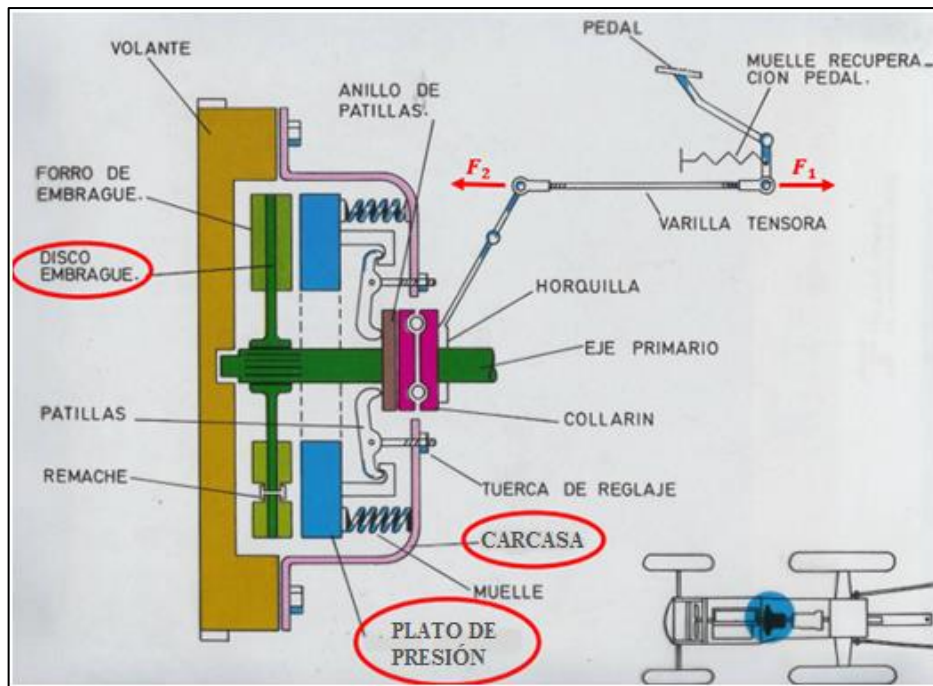 VOLANTE
PEDAL
MUELLE RECUPERA_
CION PEDAL.
ANILLO DE
PATILLAS.
FORRO DE
EMBRAGUE.
F₂
F₁
VARILLA TENSORA
DISCO
EMBRAGUE.
HORQUILLA
EJE PRIMARIO
PATILLAS
COLLARIN
REMACHE
TUERCA DE REGLAJE
CARCASA
MUELLE
PLATO DE
PRESIÓN